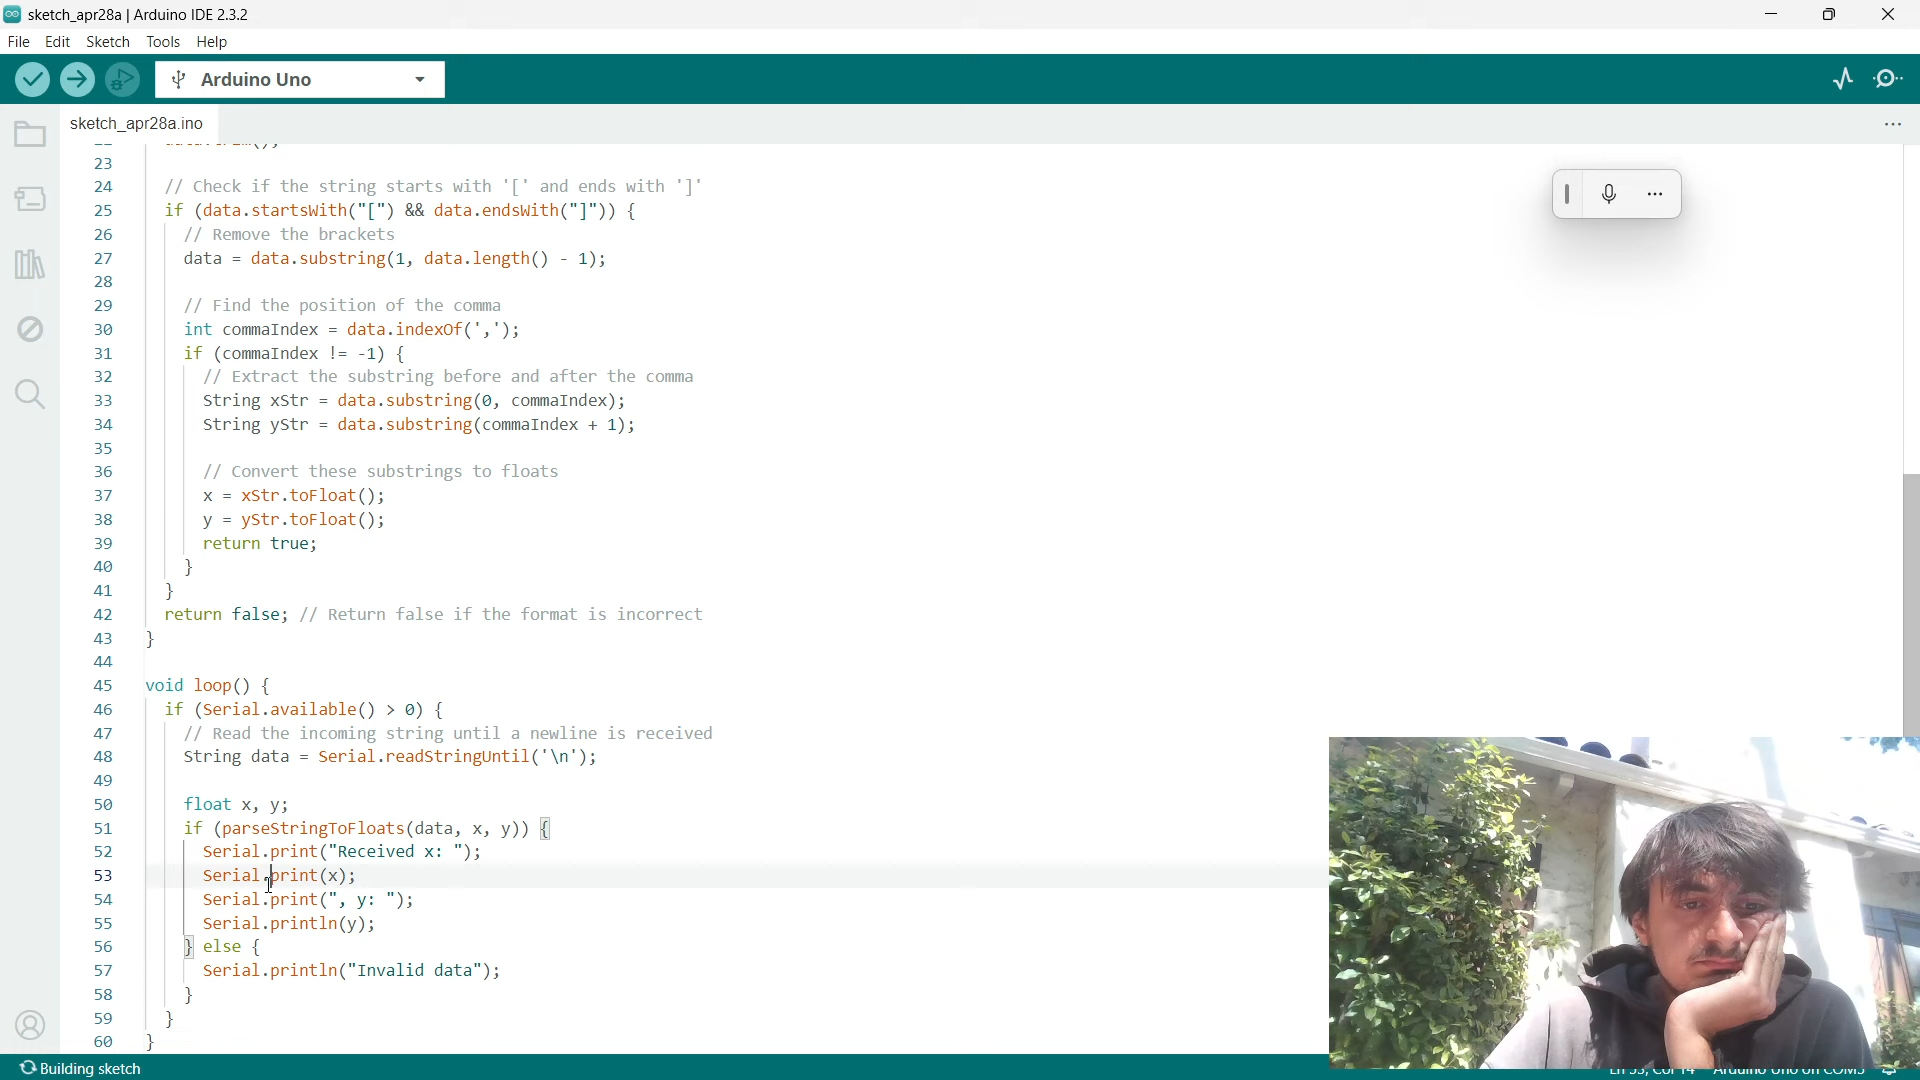 sketch_apr28a | Arduino IDE 2.3.2
File Edit Sketch Tools Help
Arduino Uno
sketch_apr28a.ino
23
24 // Check if the string starts with '[' and ends with ']'
25 if (data.startsWith("[") && data.endsWith("]")) {
26 // Remove the brackets
27 data = data.substring(1, data.length() - 1);
28
29 // Find the position of the comma
30 int commaIndex = data.indexOf(',');
31 if (commaIndex != -1) {
32 // Extract the substring before and after the comma
33 String xStr = data.substring(0, commaIndex);
34 String yStr = data.substring(commaIndex + 1);
35
36 // Convert these substrings to floats
37 x = xStr.toFloat();
38 y = yStr.toFloat();
39 return true;
40 }
41 }
42 return false; // Return false if the format is incorrect
43 }
44
45 void loop() {
46 if (Serial.available() > 0) {
47 // Read the incoming string until a newline is received
48 String data = Serial.readStringUntil('\n');
49
50 float x, y;
51 if (parseStringToFloats(data, x, y)) {
52 Serial.print("Received x: ");
53 Serial.print(x);
54 Serial.print(", y: ");
55 Serial.println(y);
56 } else {
57 Serial.println("Invalid data");
58 }
59 }
60 }
Building sketch